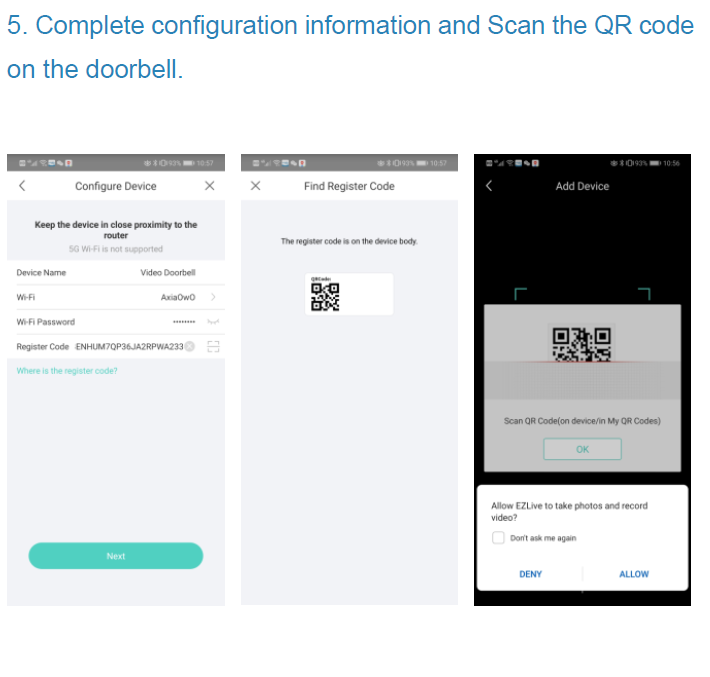 5. Complete configuration information and Scan the QR code
on the doorbell.
93% 10:57
Configure Device
Keep the device in close proximity to the
router
5G Wi-Fi is not supported
Device Name Video Doorbell
Wi-Fi AxiaOwO
Wi-Fi Password ········
Register Code ENHUM7QP36JA2RPWA233
Where is the register code?
Next
93% 10:57
Find Register Code
The register code is on the device body.
QRCode:
93% 10:56
Add Device
Scan QR Code(on device/in My QR Codes)
OK
Allow EZLive to take photos and record
video?
Don't ask me again
DENY ALLOW